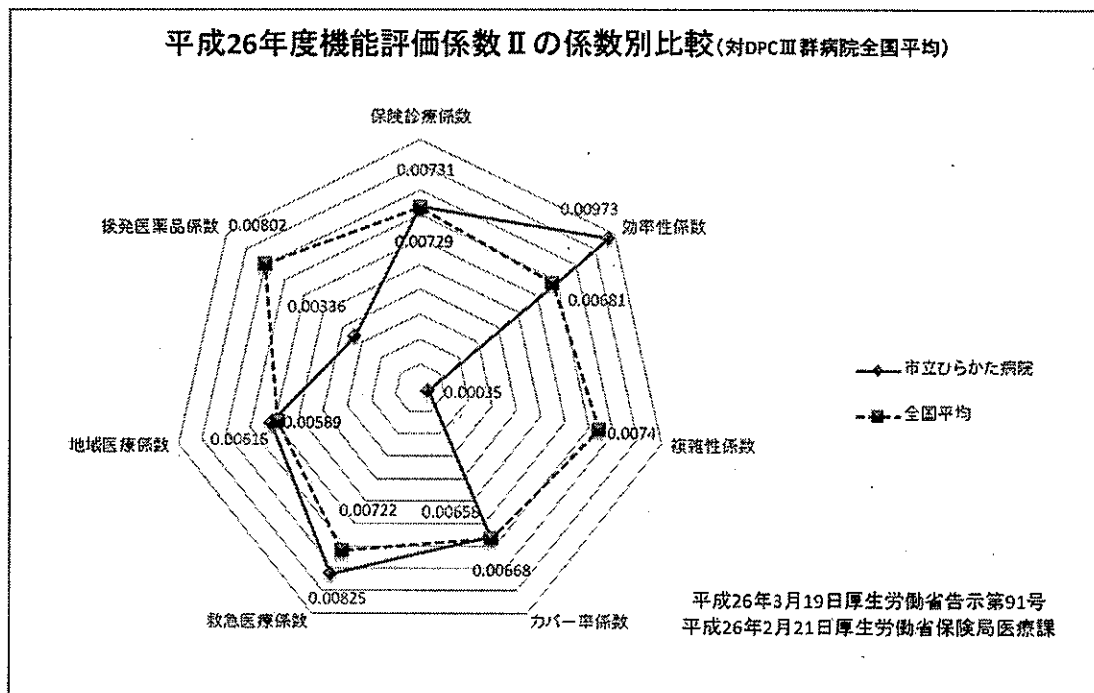 平成26年度機能評価係数Ⅱの係数別比較(対DPCⅢ群病院全国平均)
保険診療係数
0.00731
0.00973
後発医薬品係数
0.00802
効率性係数
0.00729
0.00336
0.00681
市立ひらかた病院
0.00035
全国平均
0.00589
0.0074
地域医療係数
0.00616
複雑性係数
0.00722
0.00658
0.00668
0.00825
救急医療係数
カバー率係数
平成26年3月19日厚生労働省告示第91号
平成26年2月21日厚生労働省保険局医療課